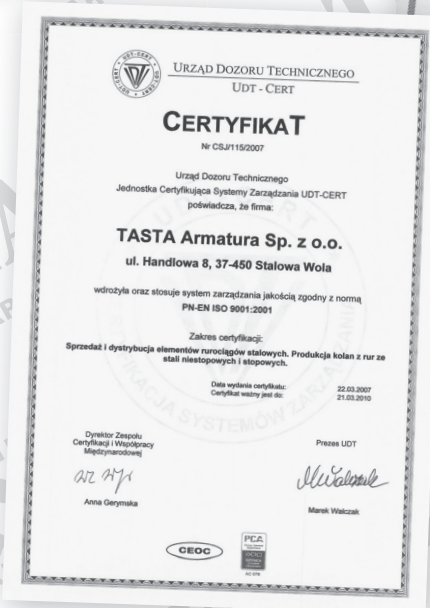 URZĄD DOZORU TECHNICZNEGO
UDT - CERT
CERTYFIKAT
Nr CSJ/115/2007
Urząd Dozoru Technicznego
Jednostka Certyfikująca Systemy Zarządzania UDT-CERT
poświadcza, że firma:
TASTA Armatura Sp. z o.o.
ul. Handlowa 8, 37-450 Stalowa Wola
wdrożyła oraz stosuje system zarządzania jakością zgodny z normą
PN-EN ISO 9001:2001
Zakres certyfikacji:
Sprzedaż i dystrybucja elementów rurociągów stalowych. Produkcja kolan z rur ze
stali niestopowych i stopowych.
Data wydania certyfikatu: 22.03.2007
Certyfikat ważny jest do: 21.03.2010
Dyrektor Zespołu
Certyfikacji i Współpracy
Międzynarodowej
Prezes UDT
Anna Gerymska
Marek Walczak
CEOC
PCA